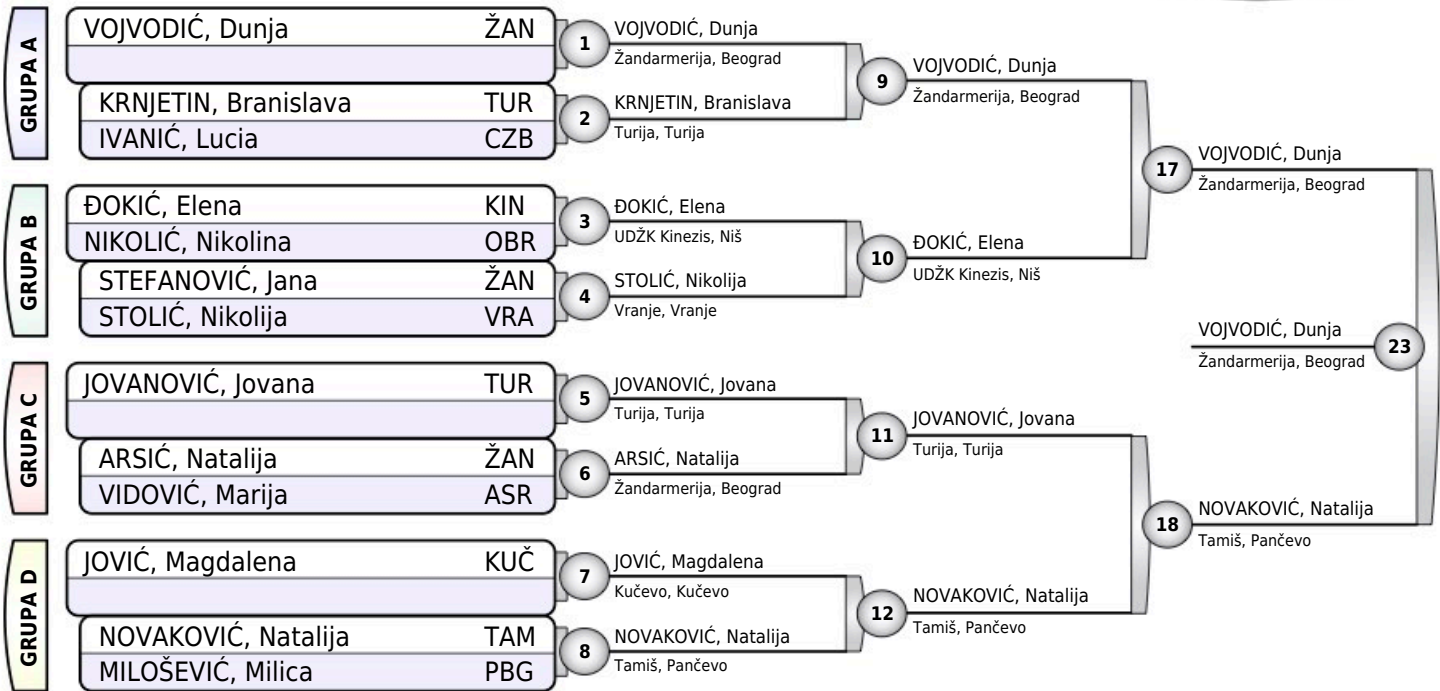 GRUPA A
VOJVODIĆ, Dunja ŽAN
KRNJETIN, Branislava TUR
IVANIĆ, Lucia CZB
GRUPA B
ĐOKIĆ, Elena KIN
NIKOLIĆ, Nikolina OBR
STEFANOVIĆ, Jana ŽAN
STOLIĆ, Nikolija VRA
GRUPA C
JOVANOVIĆ, Jovana TUR
ARSIĆ, Natalija ŽAN
VIDOVIĆ, Marija ASR
GRUPA D
JOVIĆ, Magdalena KUČ
NOVAKOVIĆ, Natalija TAM
MILOŠEVIĆ, Milica PBG
1
VOJVODIĆ, Dunja
Žandarmerija, Beograd
2
KRNJETIN, Branislava
Turija, Turija
3
ĐOKIĆ, Elena
UDŽK Kinezis, Niš
4
STOLIĆ, Nikolija
Vranje, Vranje
5
JOVANOVIĆ, Jovana
Turija, Turija
6
ARSIĆ, Natalija
Žandarmerija, Beograd
7
JOVIĆ, Magdalena
Kučevo, Kučevo
8
NOVAKOVIĆ, Natalija
Tamiš, Pančevo
9
VOJVODIĆ, Dunja
Žandarmerija, Beograd
10
ĐOKIĆ, Elena
UDŽK Kinezis, Niš
11
JOVANOVIĆ, Jovana
Turija, Turija
12
NOVAKOVIĆ, Natalija
Tamiš, Pančevo
17
VOJVODIĆ, Dunja
Žandarmerija, Beograd
18
NOVAKOVIĆ, Natalija
Tamiš, Pančevo
VOJVODIĆ, Dunja
Žandarmerija, Beograd
23